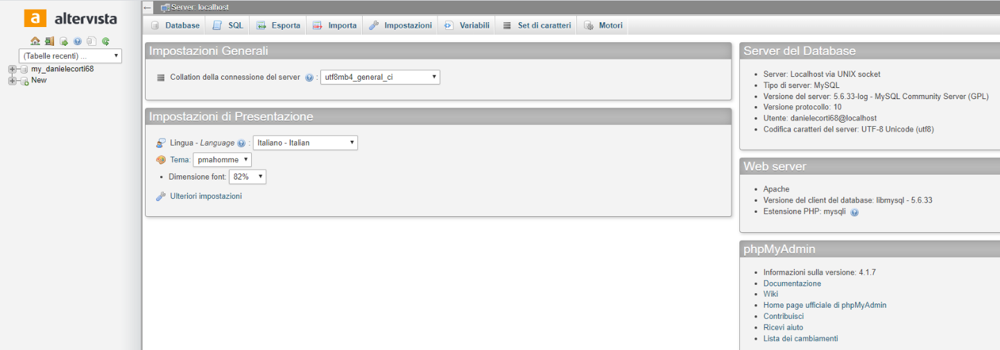 a altervista
(Tabelle recenti) ...
my_danielecorti68
New
← Server: localhost
Database SQL Esporta Importa Impostazioni Variabili Set di caratteri Motori
Impostazioni Generali
Collation della connessione del server : utf8mb4_general_ci
Impostazioni di Presentazione
Lingua - Language : Italiano - Italian
Tema: pmahomme
Dimensione font: 82%
Ulteriori impostazioni
Server del Database
Server: Localhost via UNIX socket
Tipo di server: MySQL
Versione del server: 5.6.33-log - MySQL Community Server (GPL)
Versione protocollo: 10
Utente: danielecorti68@localhost
Codifica caratteri del server: UTF-8 Unicode (utf8)
Web server
Apache
Versione del client del database: libmysql - 5.6.33
Estensione PHP: mysqli
phpMyAdmin
Informazioni sulla versione: 4.1.7
Documentazione
Wiki
Home page ufficiale di phpMyAdmin
Contribuisci
Ricevi aiuto
Lista dei cambiamenti